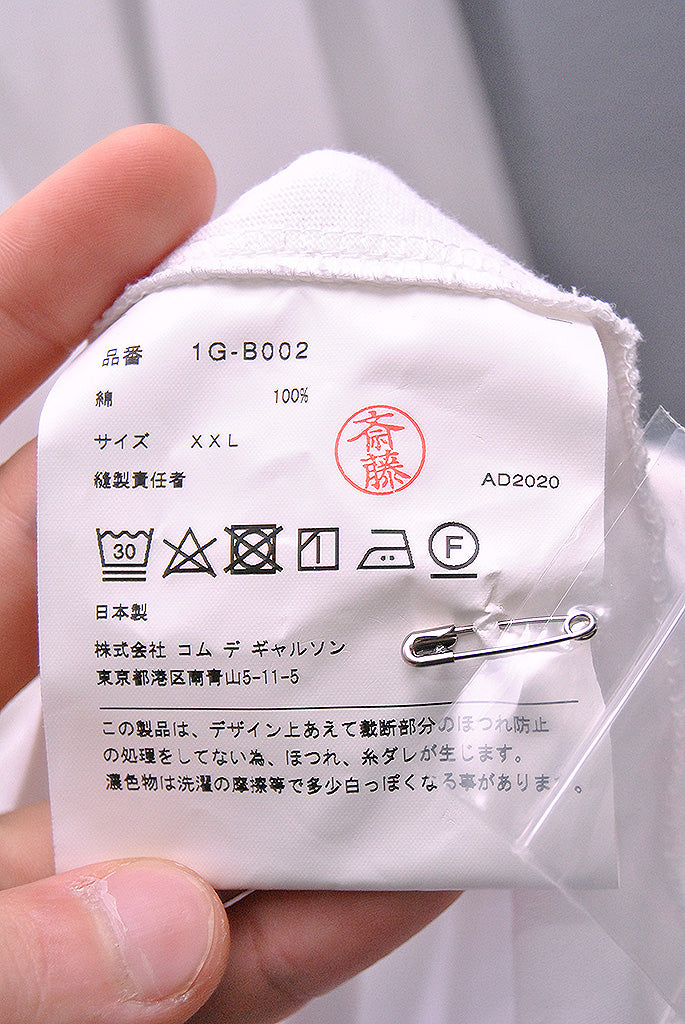 品番 1G-B002
綿 100%
サイズ XXL
斎藤
縫製責任者 AD2020
30 F
日本製
株式会社 コム デ ギャルソン
東京都港区南青山5-11-5
この製品は、デザイン上あえて裁断部分のほつれ防止
の処理をしてない為、ほつれ、糸ダレが生じます。
濃色物は洗濯の摩擦等で多少白っぽくなる事があります。